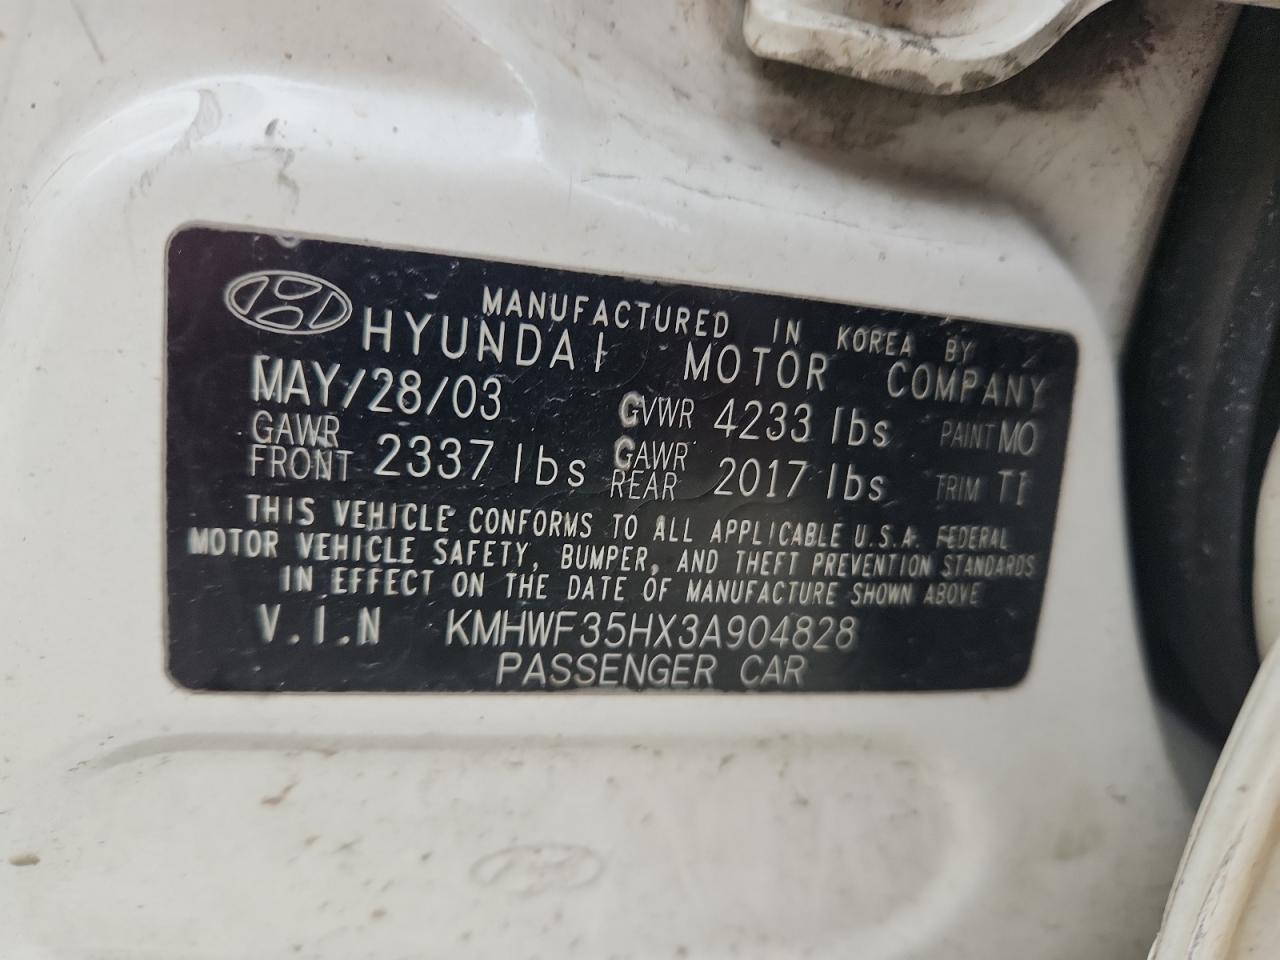 MANUFACTURED IN KOREA BY
HYUNDAI MOTOR COMPANY
MAY/28/03 GVWR 4233 lbs PAINT MO
GAWR FRONT 2337 lbs GAWR REAR 2017 lbs TRIM TI
THIS VEHICLE CONFORMS TO ALL APPLICABLE U.S.A. FEDERAL
MOTOR VEHICLE SAFETY, BUMPER, AND THEFT PREVENTION STANDARDS
IN EFFECT ON THE DATE OF MANUFACTURE SHOWN ABOVE
V.I.N KMHWF35HX3A904828
PASSENGER CAR